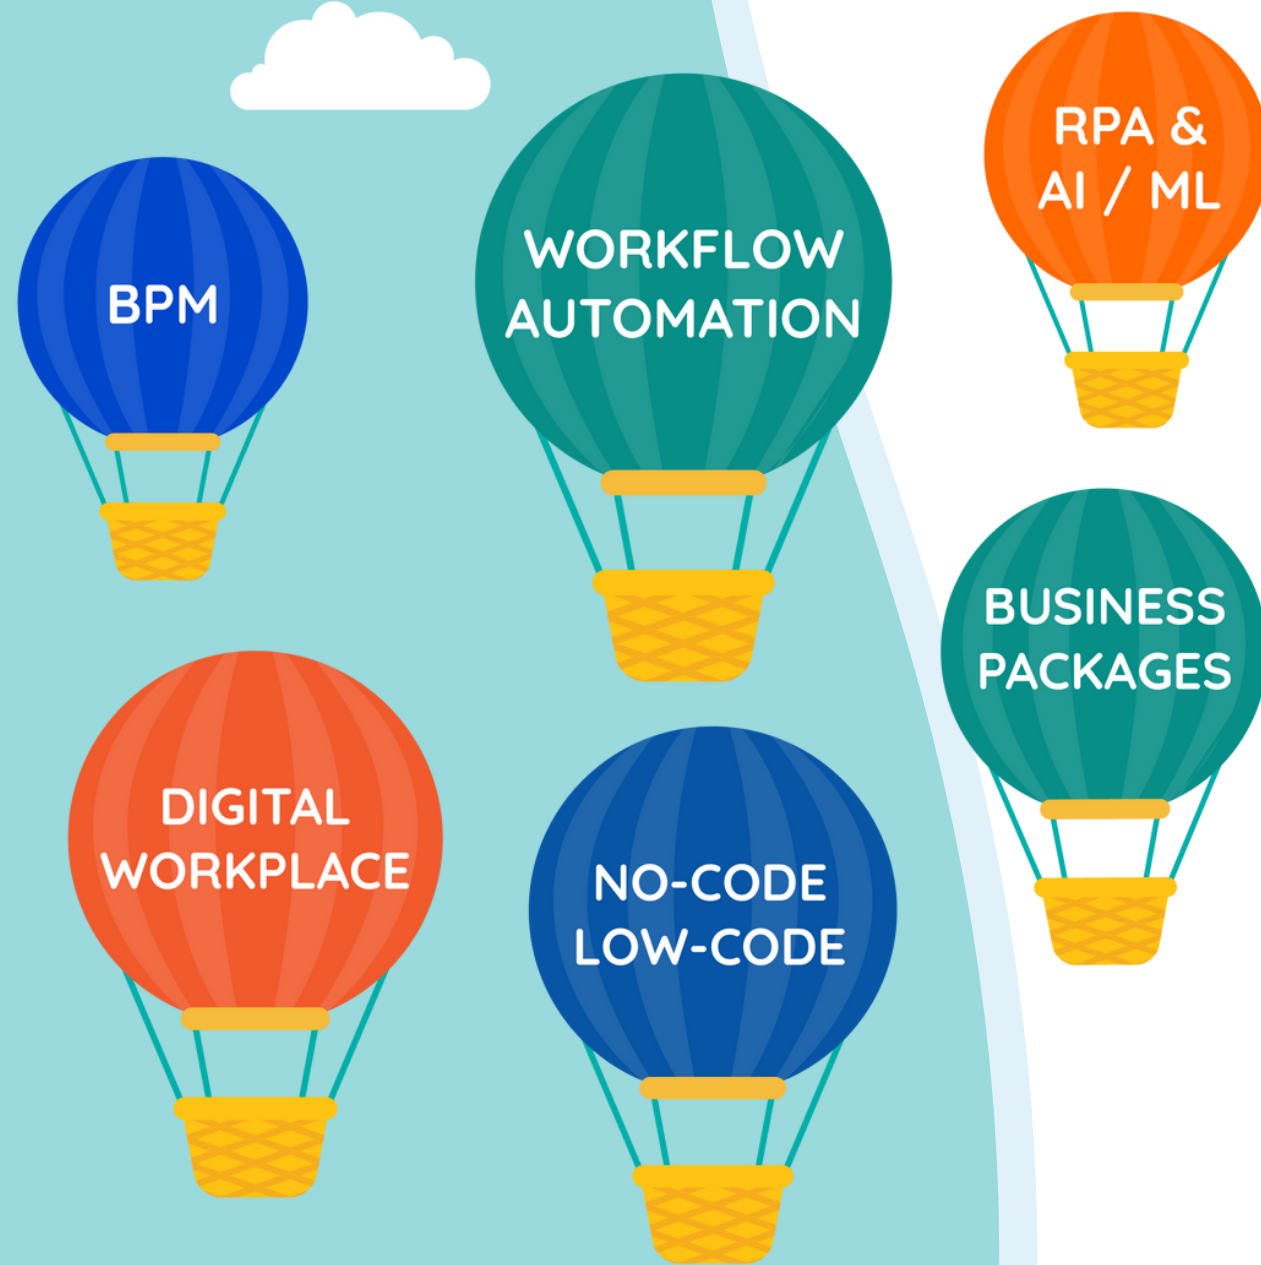 RPA &
AI / ML
WORKFLOW
AUTOMATION
BPM
BUSINESS
PACKAGES
DIGITAL
WORKPLACE
NO-CODE
LOW-CODE